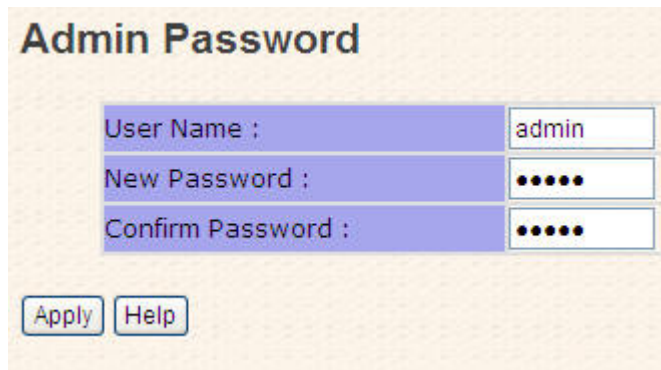 Admin Password
User Name : admin
New Password : •••••
Confirm Password : •••••
Apply Help